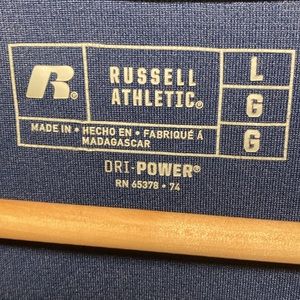 R®
RUSSELL
ATHLETIC®
L
G
G
MADE IN • HECHO EN • FABRIQUÉ À
MADAGASCAR
DRI-POWER®
RN 65378 • 74